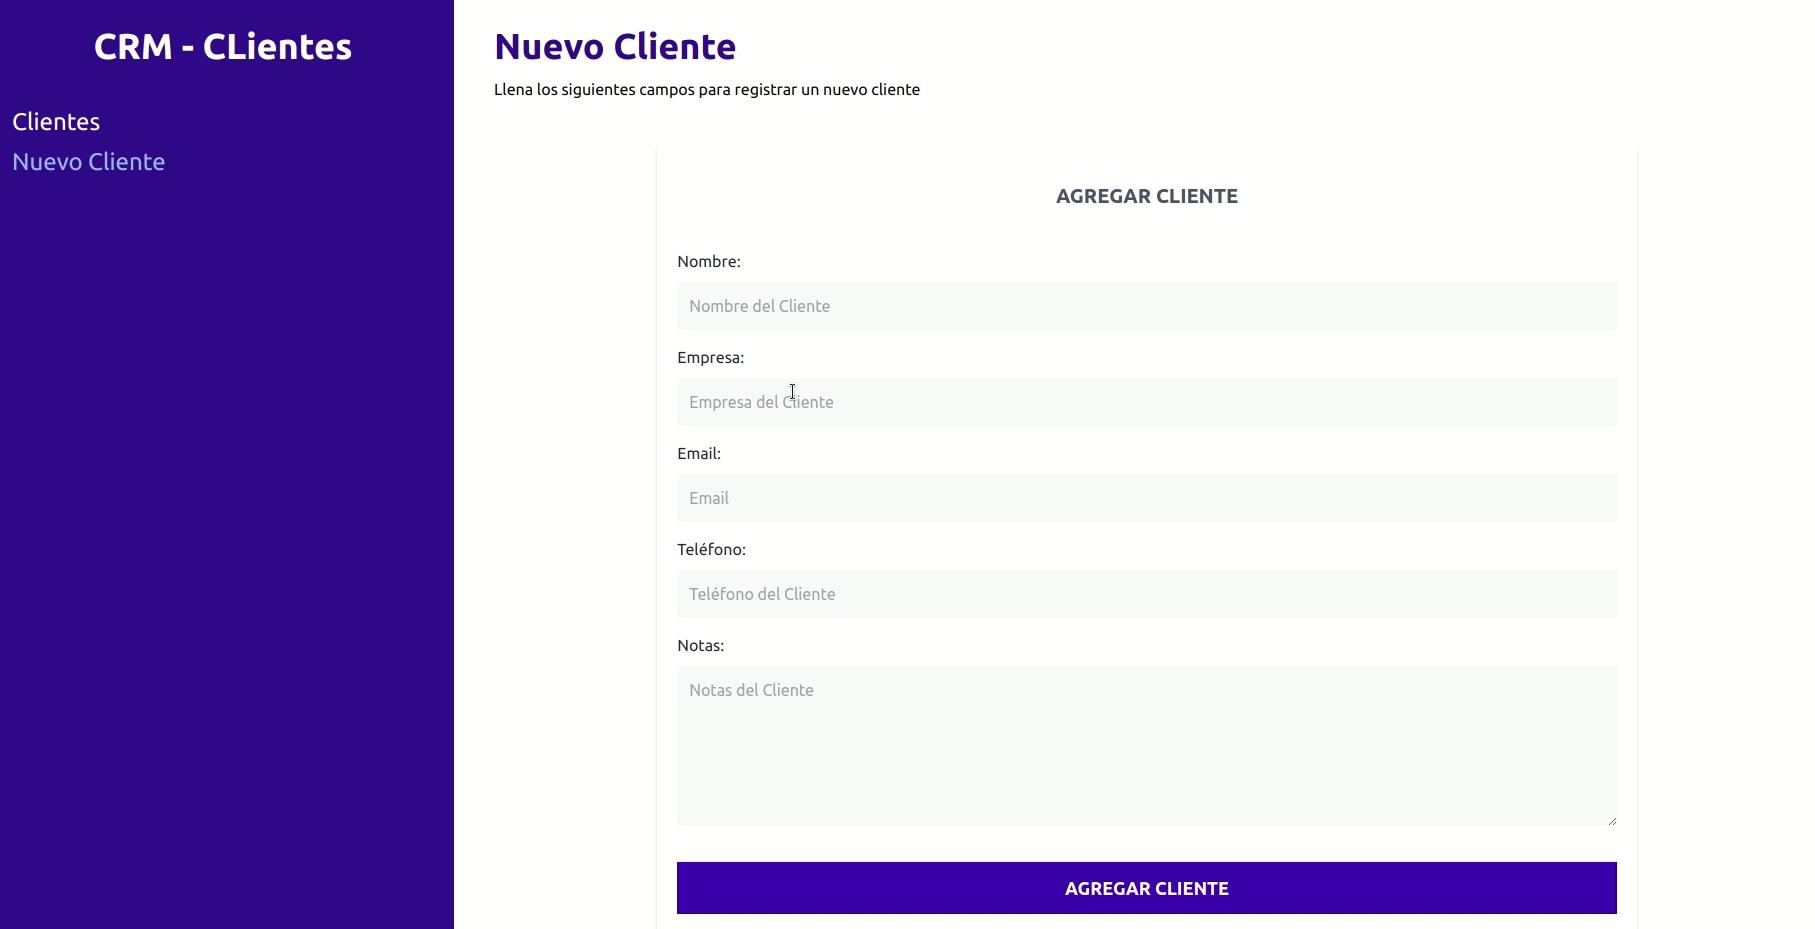 CRM - CLientes
Clientes
Nuevo Cliente
Nuevo Cliente
Llena los siguientes campos para registrar un nuevo cliente
AGREGAR CLIENTE
Nombre:
Nombre del Cliente
Empresa:
Empresa del Cliente
Email:
Email
Teléfono:
Teléfono del Cliente
Notas:
Notas del Cliente
AGREGAR CLIENTE